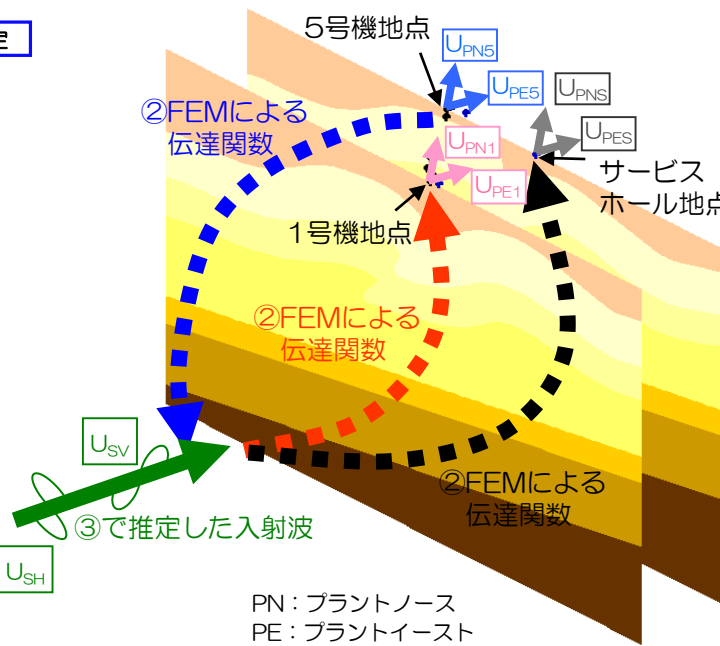 定
5号機地点
UPN5
UPE5
UPNS
UPES
②FEMによる
伝達関数
UPN1
UPE1
サービス
ホール地点
1号機地点
②FEMによる
伝達関数
USV
②FEMによる
伝達関数
③で推定した入射波
USH
PN：プラントノース
PE：プラントイースト